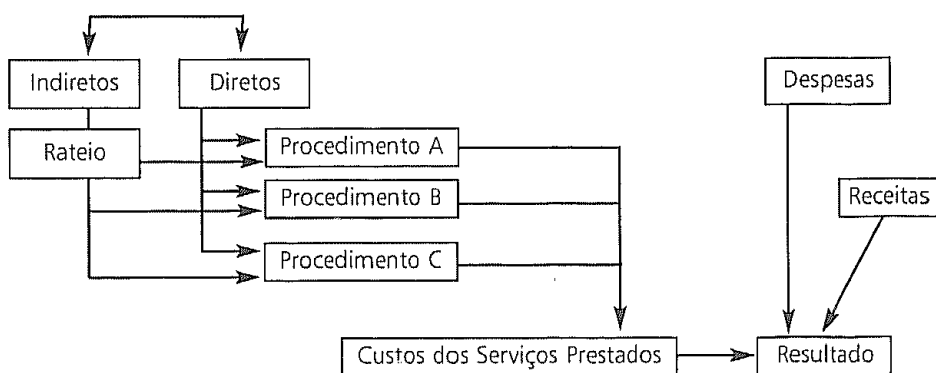 Indiretos
Diretos
Despesas
Rateio
Procedimento A
Procedimento B
Receitas
Procedimento C
Custos dos Serviços Prestados
Resultado